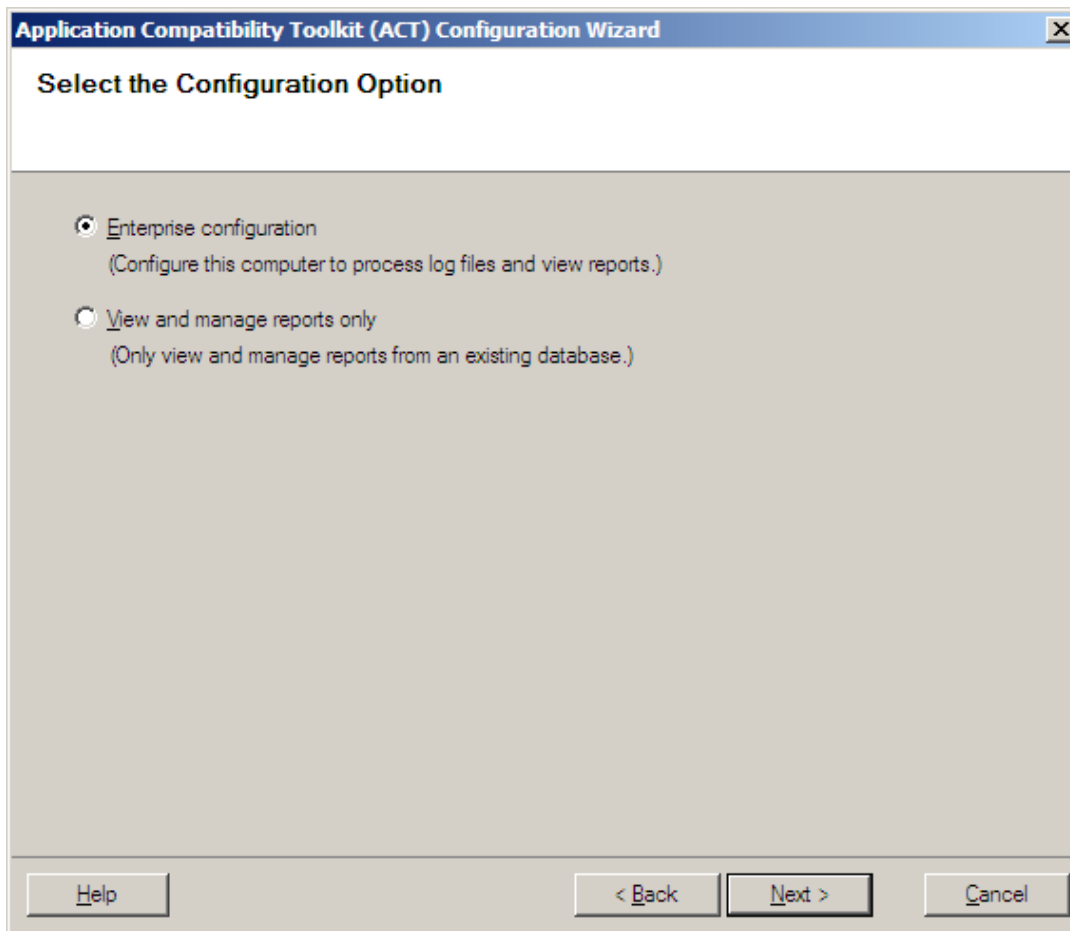 Application Compatibility Toolkit (ACT) Configuration Wizard
Select the Configuration Option
Enterprise configuration
(Configure this computer to process log files and view reports.)
View and manage reports only
(Only view and manage reports from an existing database.)
Help
< Back
Next >
Cancel